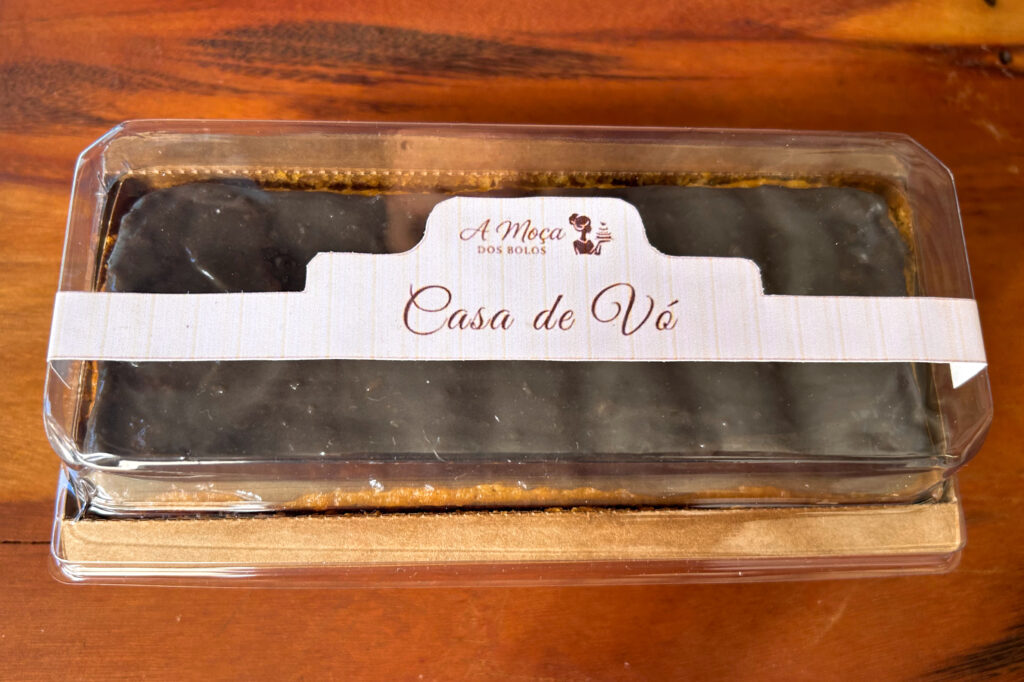 A Moça
DOS BOLOS
Casa de Vó